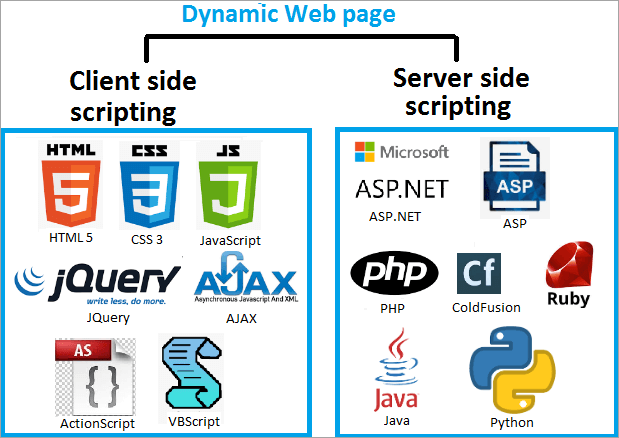 Dynamic Web page
Client side
scripting
Server side
scripting
HTML
5
HTML 5
CSS
3
CSS 3
JS
J
JavaScript
jQuery
write less, do more.
JQuery
AJAX
Asynchronous Javascript And XML
AJAX
AS
{ }
ActionScript
VBScript
Microsoft
ASP.NET
ASP.NET
ASP
ASP
php
PHP
Cf
ColdFusion
Ruby
Java
Java
Python